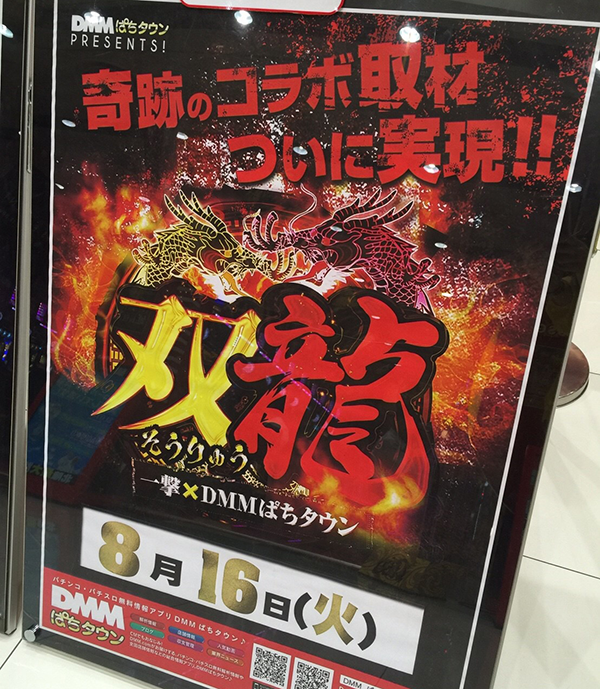 DMMぱちタウン
PRESENTS!
奇跡のコラボ取材
ついに実現!!
双龍
そうりゅう
一撃×DMMぱちタウン
8月16日(火)
パチンコ・パチスロ無料情報アプリ DMM ぱちタウン♪
DMM
ぱちタウン